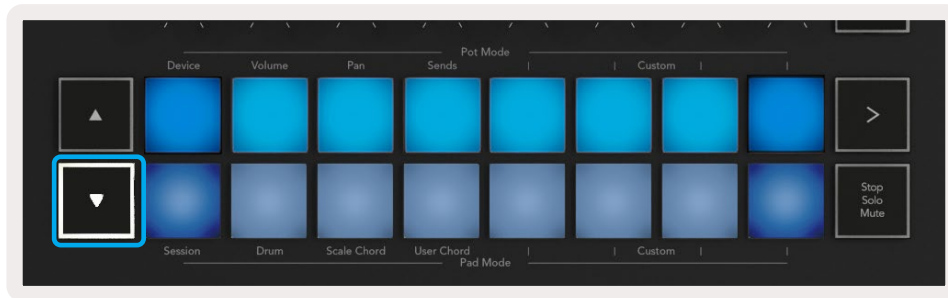 Pot Mode
Device Volume Pan Sends | | Custom | |
▲ >
▼ Stop
Solo
Mute
Session Drum Scale Chord User Chord | | Custom | |
Pad Mode